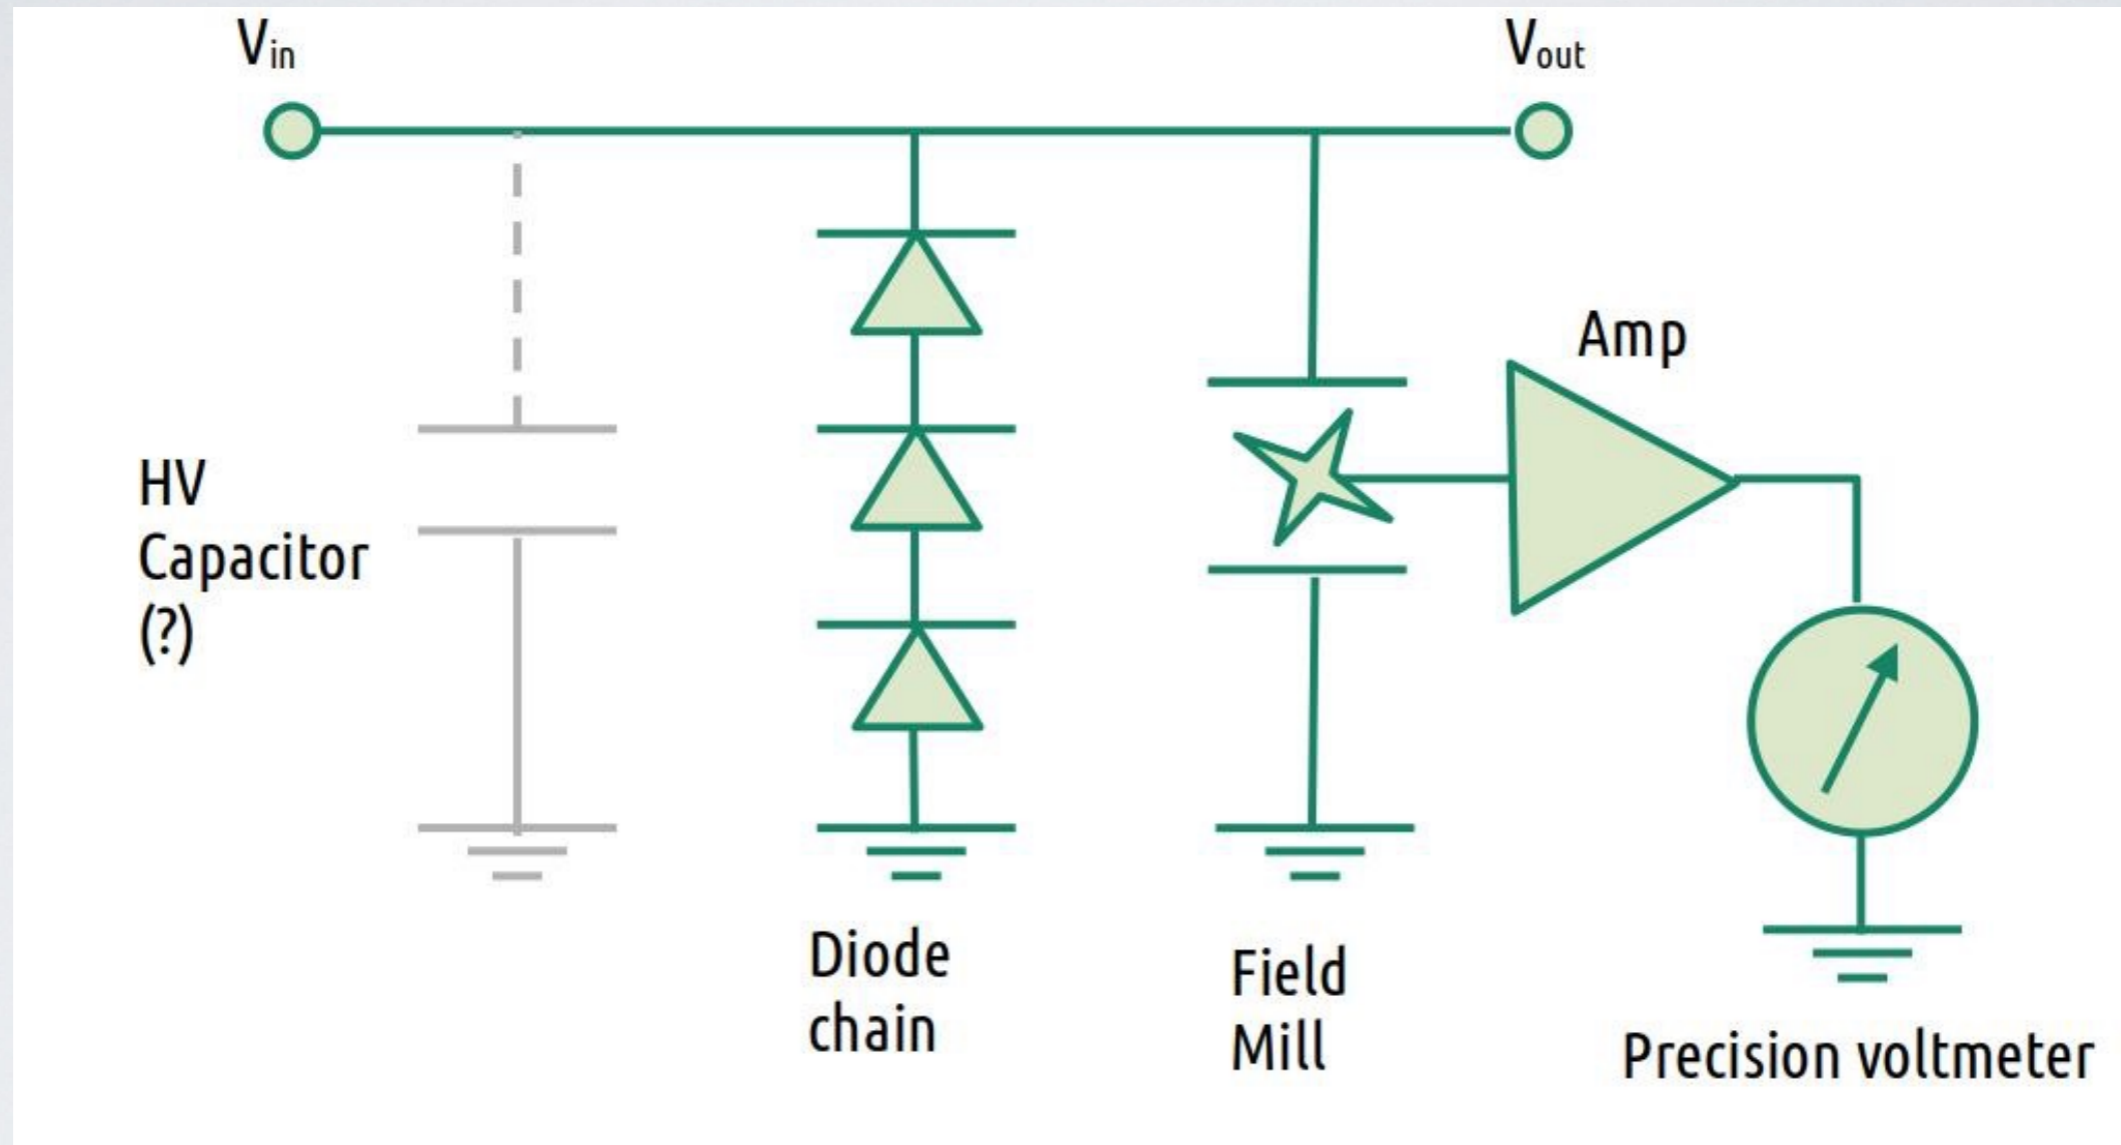 Vin
Vout
Amp
HV
Capacitor
(?)
Diode
chain
Field
Mill
Precision voltmeter